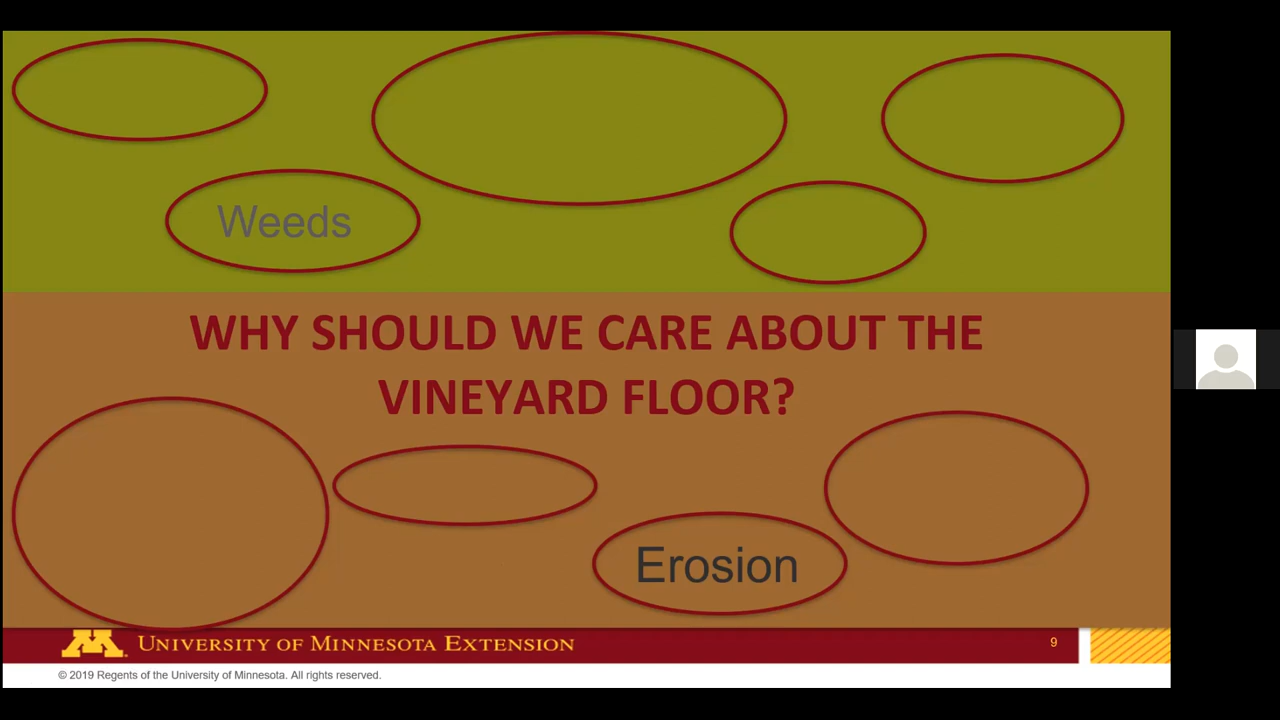 Weeds
WHY SHOULD WE CARE ABOUT THE
VINEYARD FLOOR?
Erosion
M
UNIVERSITY OF MINNESOTA EXTENSION
9
© 2019 Regents of the University of Minnesota. All rights reserved.